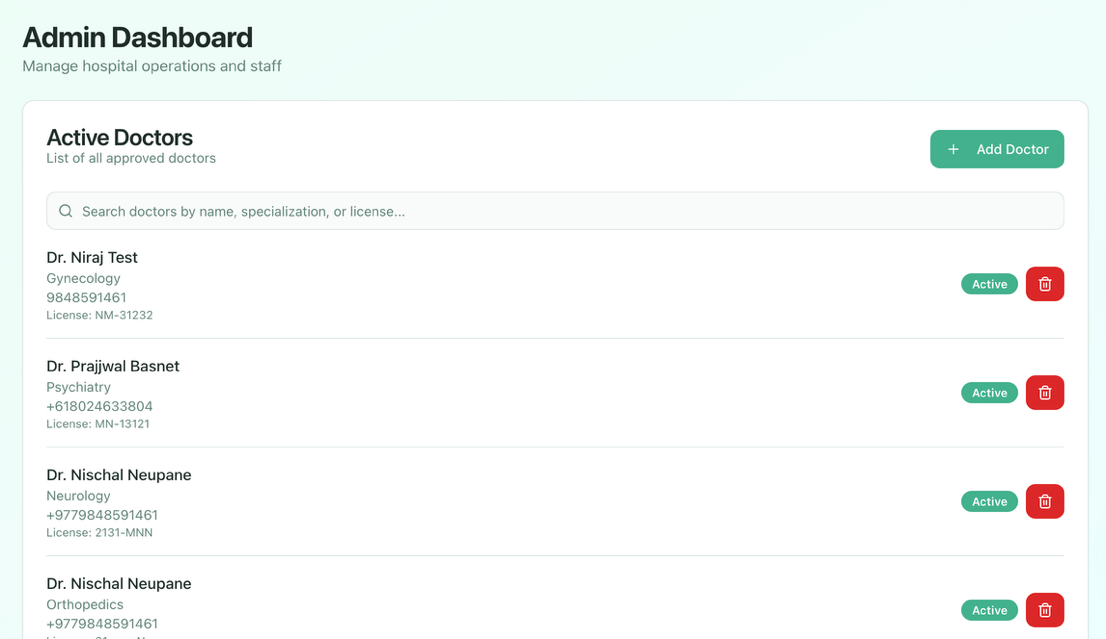 Admin Dashboard
Manage hospital operations and staff
Active Doctors
List of all approved doctors
+ Add Doctor
Search doctors by name, specialization, or license...
Dr. Niraj Test
Gynecology
9848591461
License: NM-31232
Active
Dr. Prajjwal Basnet
Psychiatry
+618024633804
License: MN-13121
Active
Dr. Nischal Neupane
Neurology
+9779848591461
License: 2131-MNN
Active
Dr. Nischal Neupane
Orthopedics
+9779848591461
Active